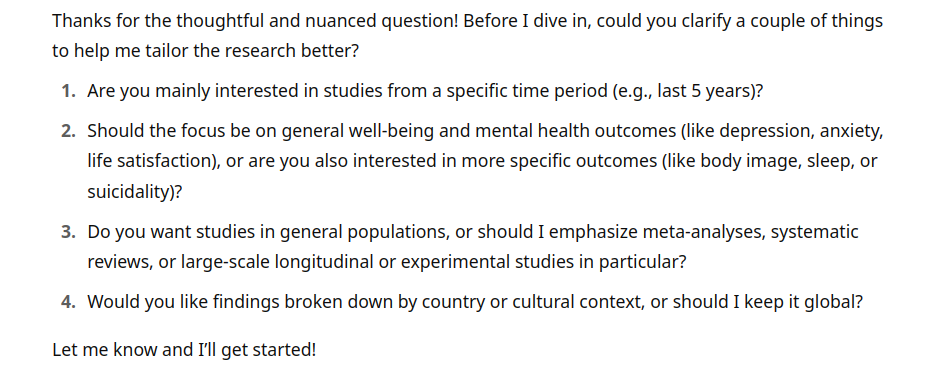 Thanks for the thoughtful and nuanced question! Before I dive in, could you clarify a couple of things
to help me tailor the research better?
1. Are you mainly interested in studies from a specific time period (e.g., last 5 years)?
2. Should the focus be on general well-being and mental health outcomes (like depression, anxiety,
life satisfaction), or are you also interested in more specific outcomes (like body image, sleep, or
suicidality)?
3. Do you want studies in general populations, or should I emphasize meta-analyses, systematic
reviews, or large-scale longitudinal or experimental studies in particular?
4. Would you like findings broken down by country or cultural context, or should I keep it global?
Let me know and I’ll get started!